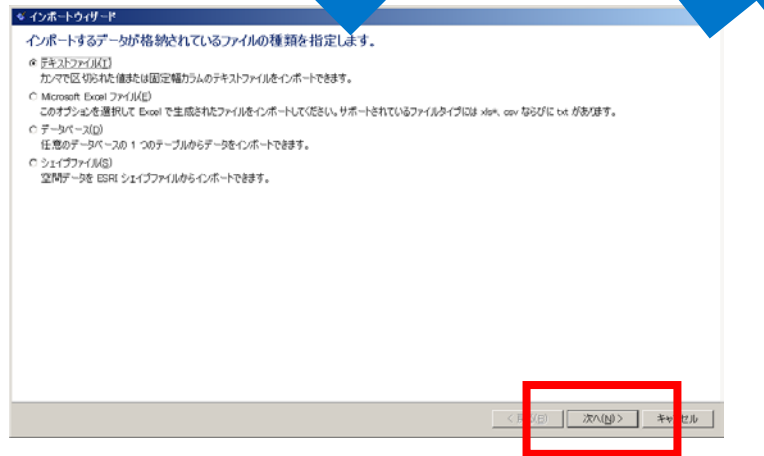 インポートウィザード
インポートするデータが格納されているファイルの種類を指定します。
テキストファイル(T)
カンマで区切られた値または固定幅カラムのテキストファイルをインポートできます。
Microsoft Excel ファイル(E)
このオプションを選択して Excel で生成されたファイルをインポートしてください。サポートされているファイルタイプには xls*, csv ならびに txt があります。
データベース(D)
任意のデータベースの 1 つのテーブルからデータをインポートできます。
シェイプファイル(S)
空間データを ESRI シェイプファイルからインポートできます。
< (B) 次へ(N) > キャンセル